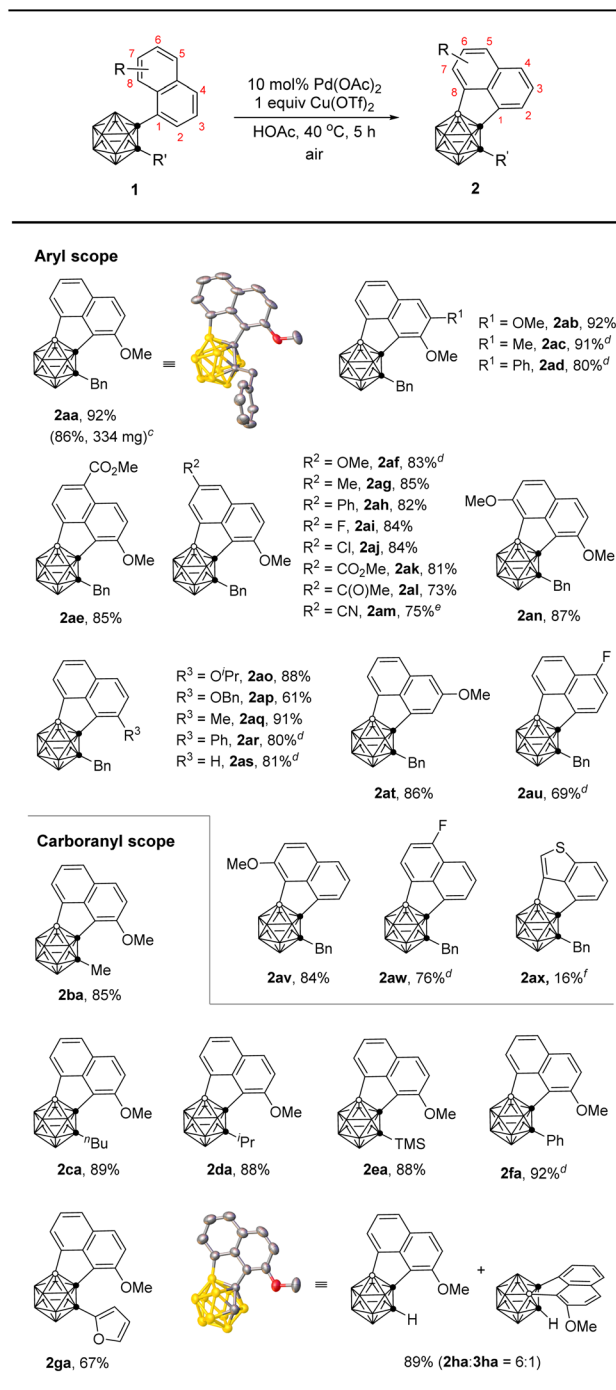 6
7
5
R
8
4
1
2
3
R'
1
10 mol% Pd(OAc)2
1 equiv Cu(OTf)2
HOAc, 40 °C, 5 h
air
6
R
5
7
4
8
3
1
2
R'
2
Aryl scope
OMe
Bn
2aa, 92%
(86%, 334 mg)c
≡
R1
OMe
Bn
R1 = OMe, 2ab, 92%
R1 = Me, 2ac, 91%d
R1 = Ph, 2ad, 80%d
CO2Me
OMe
Bn
2ae, 85%
R2
OMe
Bn
R2 = OMe, 2af, 83%d
R2 = Me, 2ag, 85%
R2 = Ph, 2ah, 82%
R2 = F, 2ai, 84%
R2 = Cl, 2aj, 84%
R2 = CO2Me, 2ak, 81%
R2 = C(O)Me, 2al, 73%
R2 = CN, 2am, 75%e
MeO
OMe
Bn
2an, 87%
R3
Bn
R3 = OiPr, 2ao, 88%
R3 = OBn, 2ap, 61%
R3 = Me, 2aq, 91%
R3 = Ph, 2ar, 80%d
R3 = H, 2as, 81%d
OMe
Bn
2at, 86%
F
Bn
2au, 69%d
Carboranyl scope
OMe
Me
2ba, 85%
MeO
Bn
2av, 84%
F
Bn
2aw, 76%d
S
Bn
2ax, 16%f
OMe
nBu
2ca, 89%
OMe
iPr
2da, 88%
OMe
TMS
2ea, 88%
OMe
Ph
2fa, 92%d
OMe
O
2ga, 67%
≡
OMe
H
+
H
OMe
89% (2ha:3ha = 6:1)